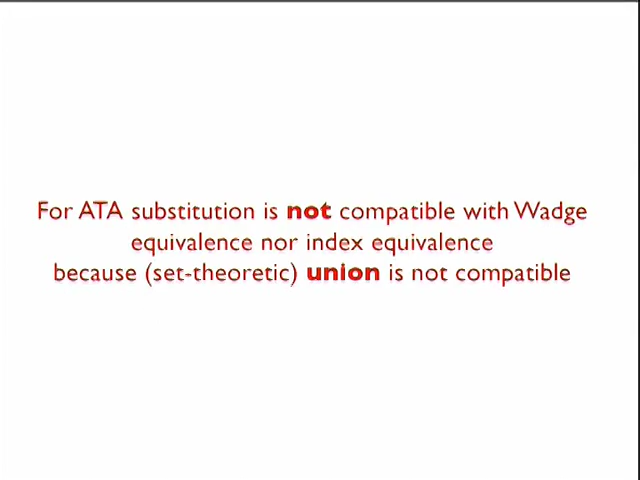 For ATA substitution is not compatible with Wadge
equivalence nor index equivalence
because (set-theoretic) union is not compatible